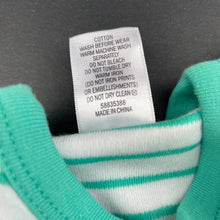 COTTON
WASH BEFORE WEAR
WARM MACHINE WASH
SEPARATELY
DO NOT BLEACH
DO NOT TUMBLE DRY
WARM IRON
(DO NOT IRON PRINTS
OR EMBELLISHMENTS)
DO NOT DRY CLEAN
58835388
MADE IN CHINA